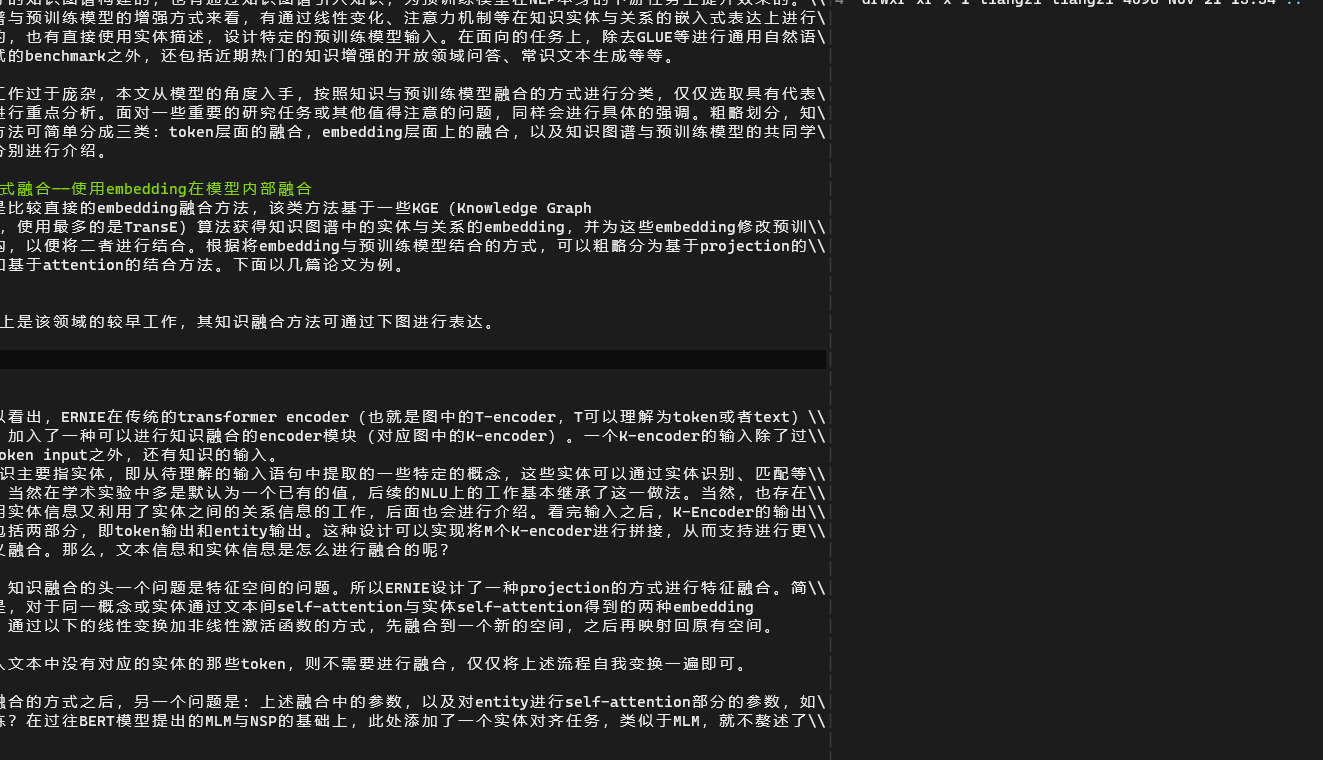 的知识图谱构建的，也有通过知识图谱引入知识，为预训练模型在NLP本身的下游任务上提升效果的。\\
谱与预训练模型的增强方式来看，有通过线性变化、注意力机制等在知识实体与关系的嵌入式表达上进行\
的，也有直接使用实体描述，设计特定的预训练模型输入。在面向的任务上，除去GLUE等进行通用自然语\
试的benchmark之外，还包括近期热门的知识增强的开放领域问答、常识文本生成等等。
工作过于庞杂，本文从模型的角度入手，按照知识与预训练模型融合的方式进行分类，仅仅选取具有代表\
进行重点分析。面对一些重要的研究任务或其他值得注意的问题，同样会进行具体的强调。粗略划分，知\
方法可简单分成三类：token层面的融合，embedding层面上的融合，以及知识图谱与预训练模型的共同学\
分别进行介绍。
式融合——使用embedding在模型内部融合
是比较直接的embedding融合方法，该类方法基于一些KGE（Knowledge Graph
，使用最多的是TransE）算法获得知识图谱中的实体与关系的embedding，并为这些embedding修改预训\\
构，以便将二者进行结合。根据将embedding与预训练模型结合的方式，可以粗略分为基于projection的\\
和基于attention的结合方法。下面以几篇论文为例。
上是该领域的较早工作，其知识融合方法可通过下图进行表达。
以看出，ERNIE在传统的transformer encoder（也就是图中的T-encoder，T可以理解为token或者text）\\
，加入了一种可以进行知识融合的encoder模块（对应图中的K-encoder）。一个K-encoder的输入除了过\\
oken input之外，还有知识的输入。
识主要指实体，即从待理解的输入语句中提取的一些特定的概念，这些实体可以通过实体识别、匹配等\\
，当然在学术实验中多是默认为一个已有的值，后续的NLU上的工作基本继承了这一做法。当然，也存在\\
用实体信息又利用了实体之间的关系信息的工作，后面也会进行介绍。看完输入之后，K-Encoder的输出\\
包括两部分，即token输出和entity输出。这种设计可以实现将M个K-encoder进行拼接，从而支持进行更\\
义融合。那么，文本信息和实体信息是怎么进行融合的呢？
，知识融合的头一个问题是特征空间的问题。所以ERNIE设计了一种projection的方式进行特征融合。简\\
是，对于同一概念或实体通过文本间self-attention与实体self-attention得到的两种embedding
，通过以下的线性变换加非线性激活函数的方式，先融合到一个新的空间，之后再映射回原有空间。
入文本中没有对应的实体的那些token，则不需要进行融合，仅仅将上述流程自我变换一遍即可。
融合的方式之后，另一个问题是：上述融合中的参数，以及对entity进行self-attention部分的参数，如\
练？在过往BERT模型提出的MLM与NSP的基础上，此处添加了一个实体对齐任务，类似于MLM，就不赘述了\\